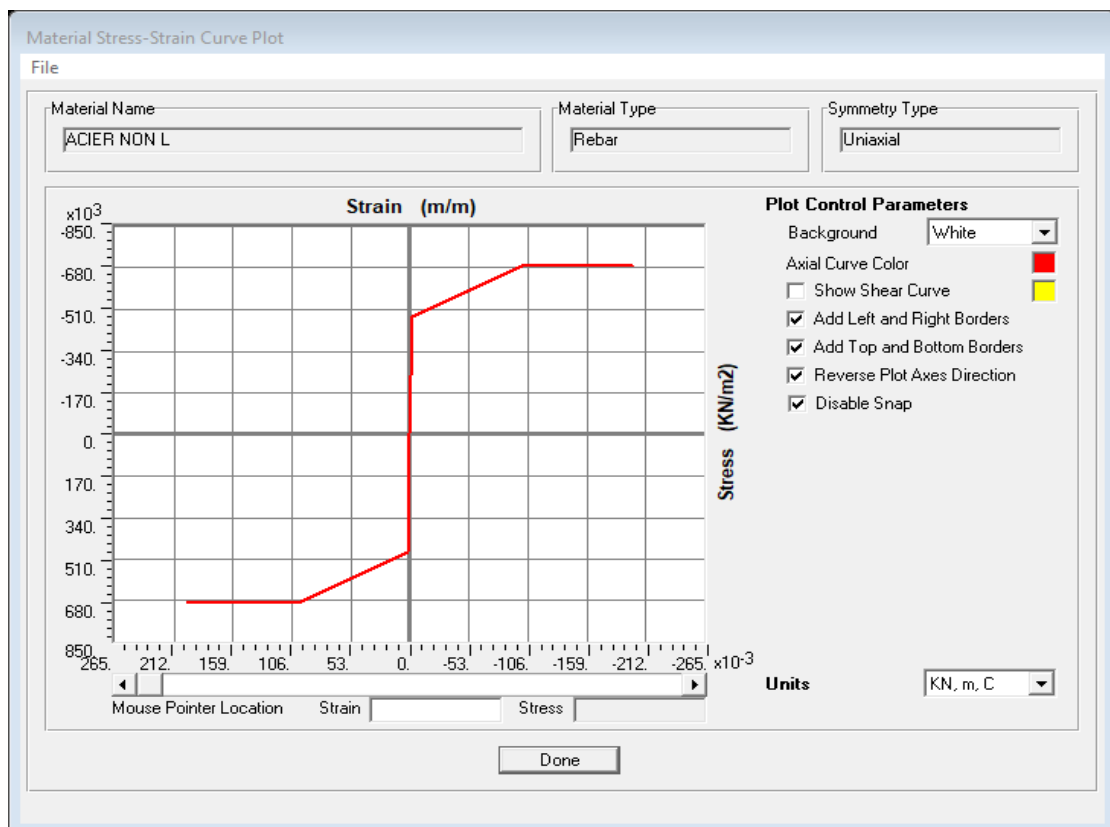 Material Stress-Strain Curve Plot
File
Material Name
Material Type
Symmetry Type
ACIER NON L
Rebar
Uniaxial
Strain (m/m)
x10³
-850.
-680.
-510.
-340.
-170.
0.
170.
340.
510.
680.
850.
265. 212. 159. 106. 53. 0. -53. -106. -159. -212. -265. x10⁻³
Stress (KN/m2)
Mouse Pointer Location Strain Stress
Plot Control Parameters
Background White
Axial Curve Color
Show Shear Curve
Add Left and Right Borders
Add Top and Bottom Borders
Reverse Plot Axes Direction
Disable Snap
Units KN, m, C
Done